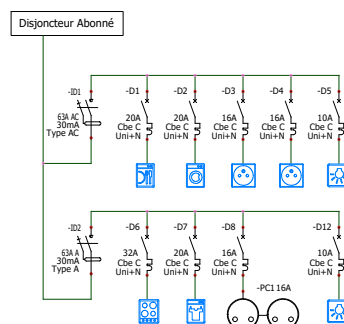 Disjoncteur Abonné
-ID1
63A AC
30mA
Type AC
-D1
20A
Cbe C
Uni+N
-D2
20A
Cbe C
Uni+N
-D3
16A
Cbe C
Uni+N
-D4
16A
Cbe C
Uni+N
-D5
10A
Cbe C
Uni+N
-ID2
63A A
30mA
Type A
-D6
32A
Cbe C
Uni+N
-D7
20A
Cbe C
Uni+N
-D8
16A
Cbe C
Uni+N
-D12
10A
Cbe C
Uni+N
-PC1 16A